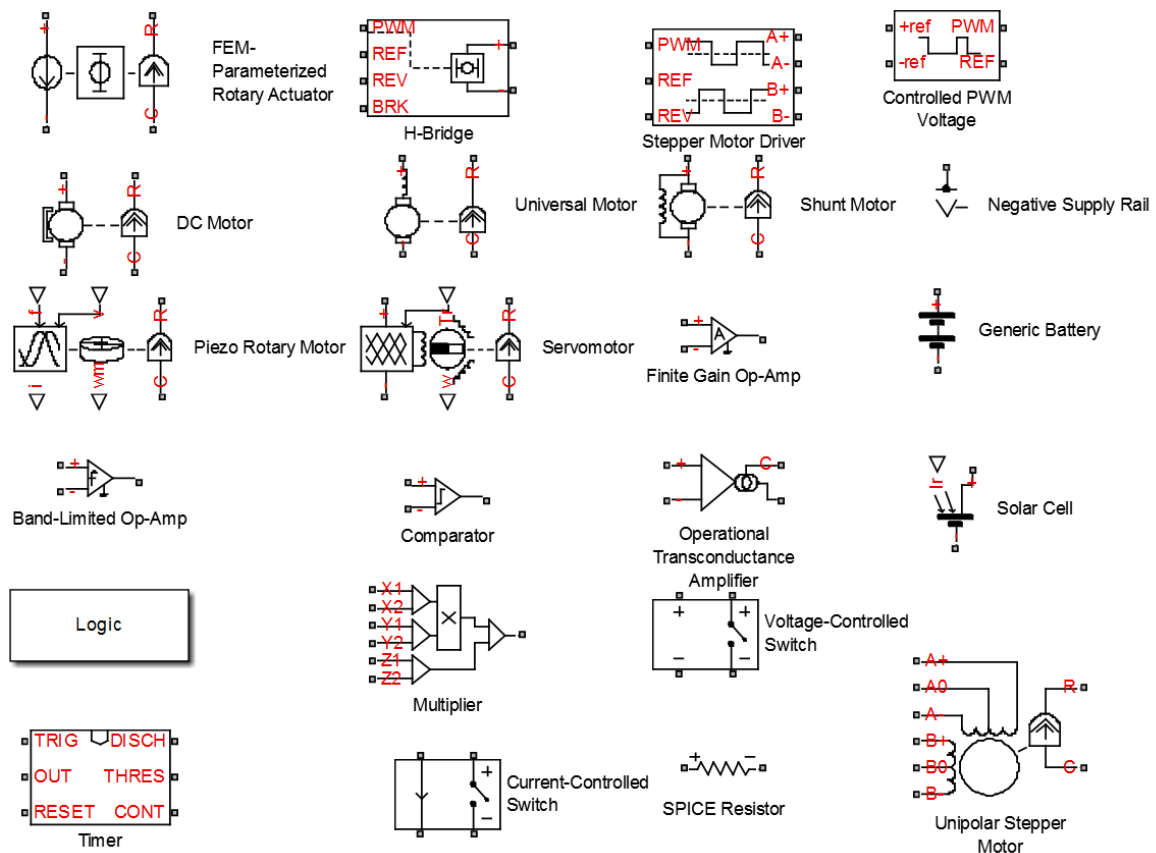 +
R
-
C
FEM-
Parameterized
Rotary Actuator
PWM
REF
REV
BRK
+
-
H-Bridge
PWM
REF
REV
A+
A-
B+
B-
Stepper Motor Driver
+ref
PWM
-ref
REF
Controlled PWM
Voltage
+
R
-
C
DC Motor
+
R
-
C
Universal Motor
+
R
-
C
Shunt Motor
Negative Supply Rail
f
v
R
i
wm
C
Piezo Rotary Motor
+
Tr
R
-
w
C
Servomotor
+
-
A
Finite Gain Op-Amp
+
-
Generic Battery
+
-
f
Band-Limited Op-Amp
+
-
Comparator
+
-
C
Operational
Transconductance
Amplifier
Ir
+
-
Solar Cell
Logic
X1
X2
Y1
Y2
Z1
Z2
X
Multiplier
+
+
−
−
Voltage-Controlled
Switch
A+
A0
A-
B+
B0
B-
R
C
Unipolar Stepper
Motor
TRIG
DISCH
OUT
THRES
RESET
CONT
Timer
+
−
Current-Controlled
Switch
+
−
SPICE Resistor